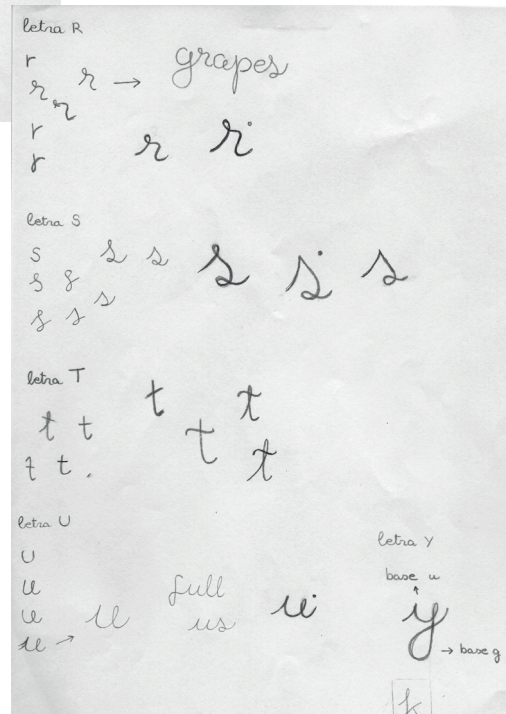 letra R
r
r r → grapes
r
r r r
r
letra S
s s s s s s
s s s
s s
letra T
t t
t t t t
t t t
letra U
u
u full
u
u → u us u
letra Y
base u
↑
y → base g
k